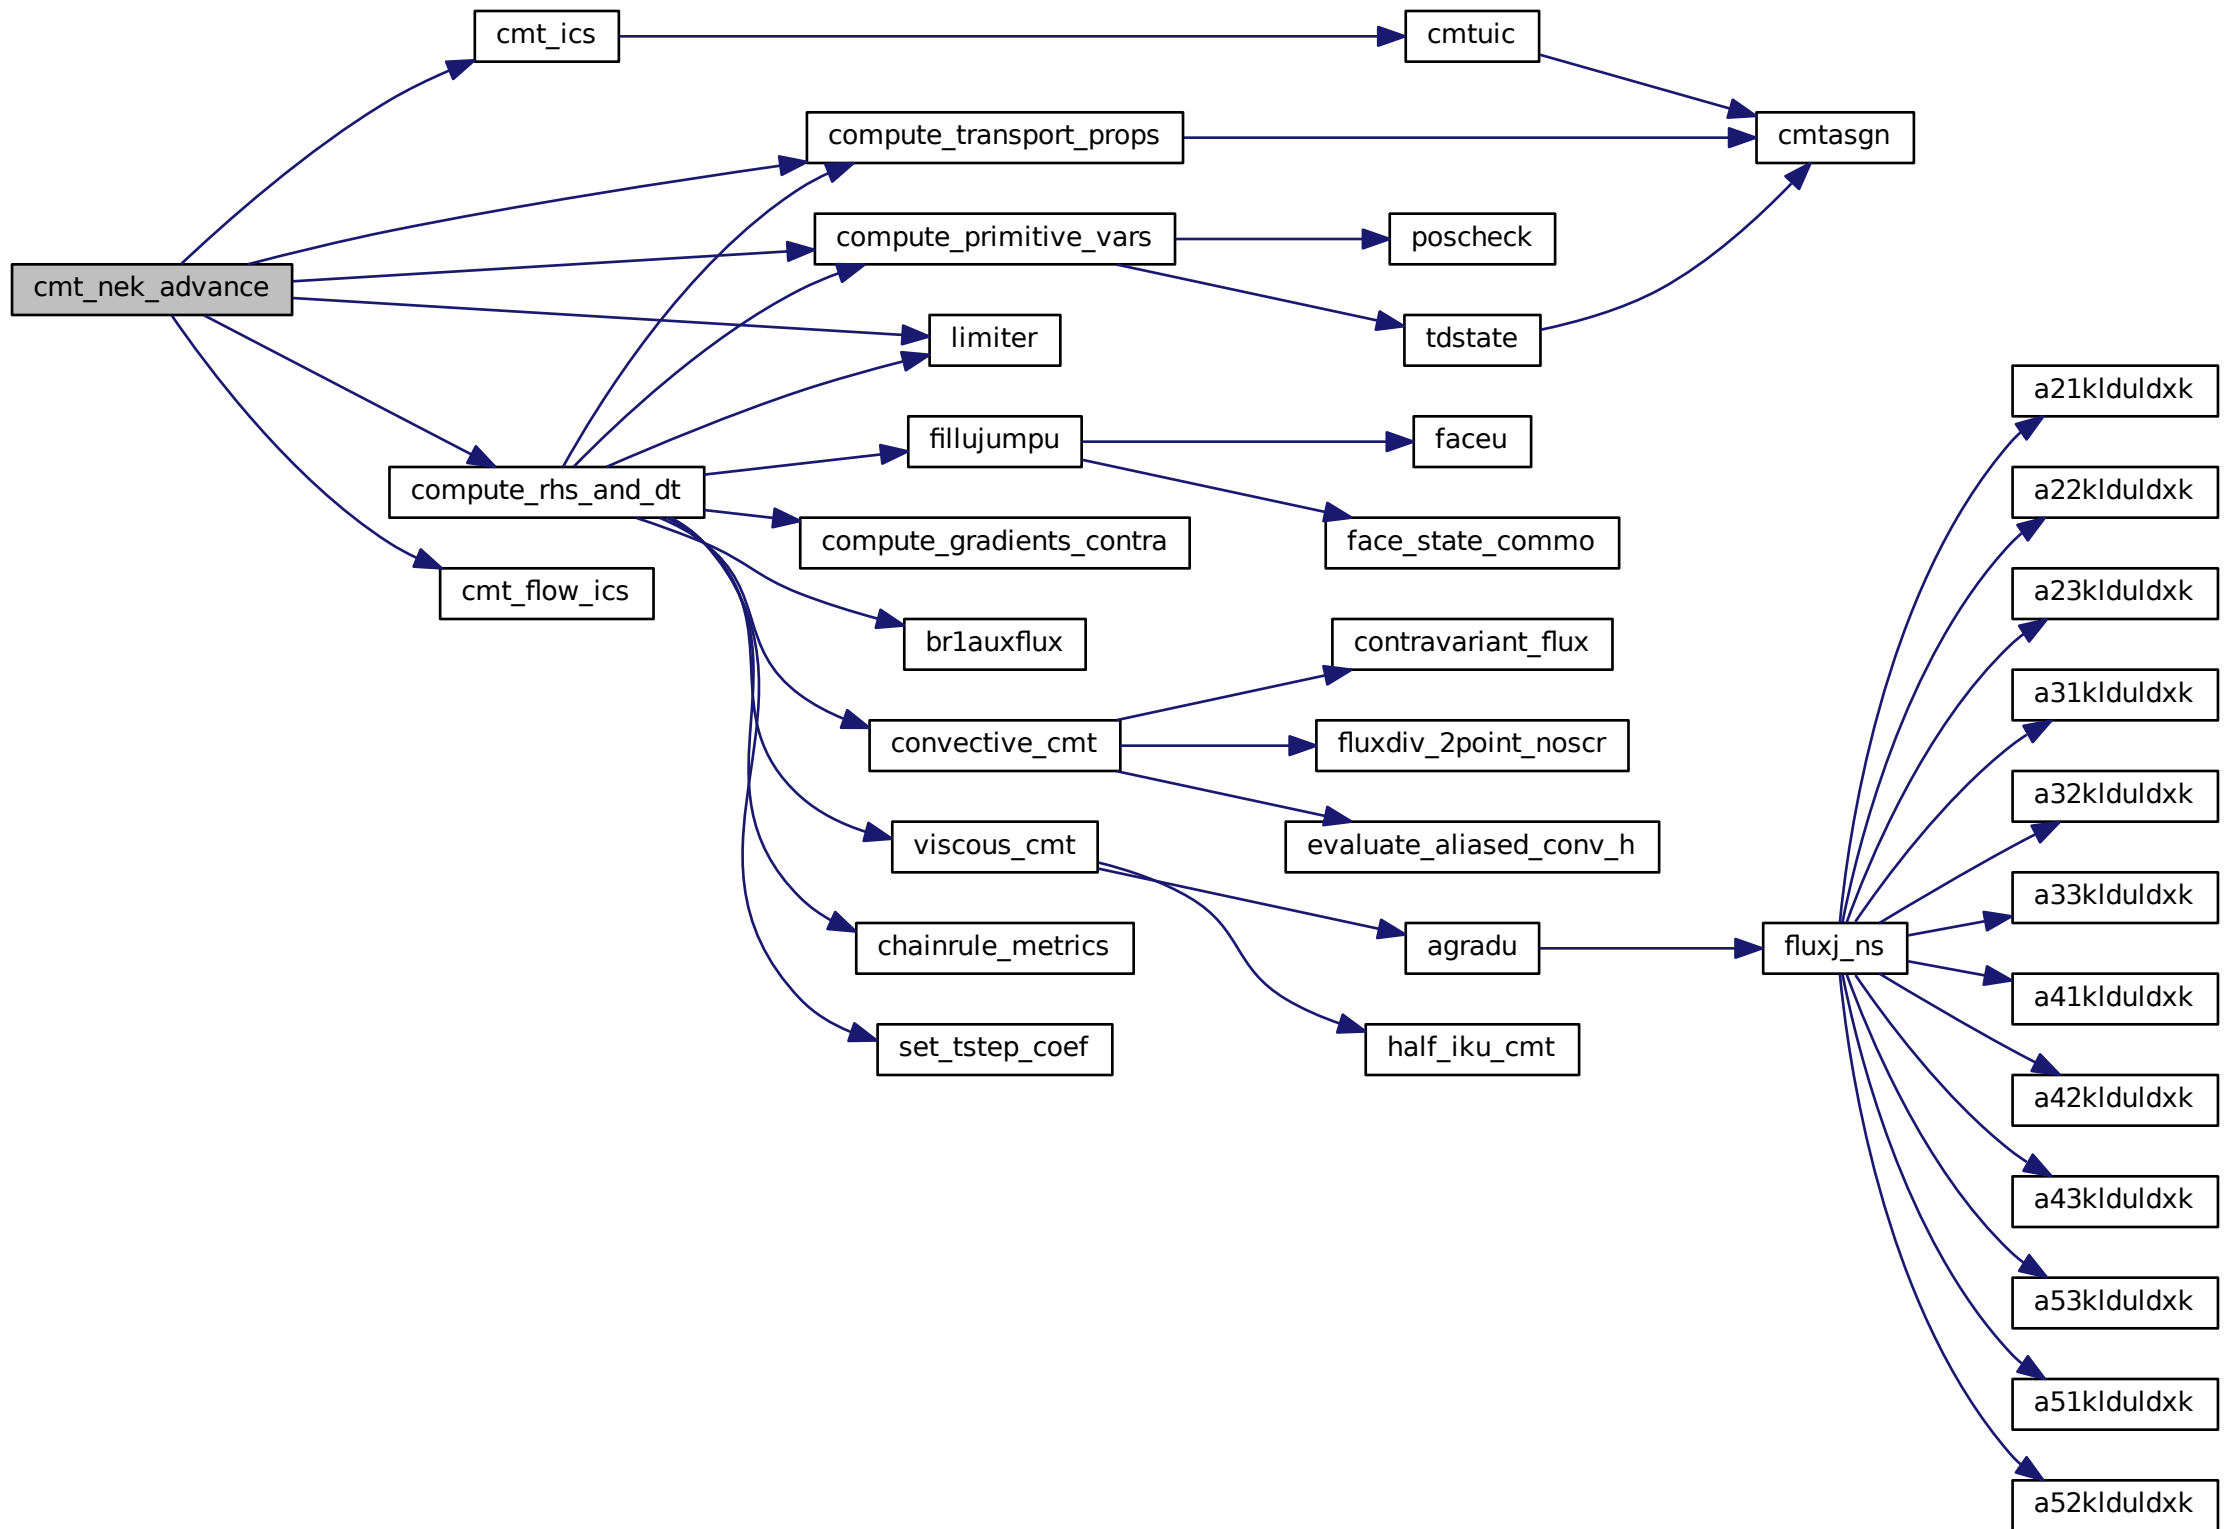 cmt_ics
cmtuic
compute_transport_props
cmtasgn
compute_primitive_vars
poscheck
cmt_nek_advance
limiter
tdstate
a21klduldxk
fillujumpu
faceu
compute_rhs_and_dt
a22klduldxk
compute_gradients_contra
face_state_commo
cmt_flow_ics
a23klduldxk
br1auxflux
contravariant_flux
a31klduldxk
convective_cmt
fluxdiv_2point_noscr
a32klduldxk
viscous_cmt
evaluate_aliased_conv_h
a33klduldxk
chainrule_metrics
agradu
fluxj_ns
a41klduldxk
set_tstep_coef
half_iku_cmt
a42klduldxk
a43klduldxk
a53klduldxk
a51klduldxk
a52klduldxk